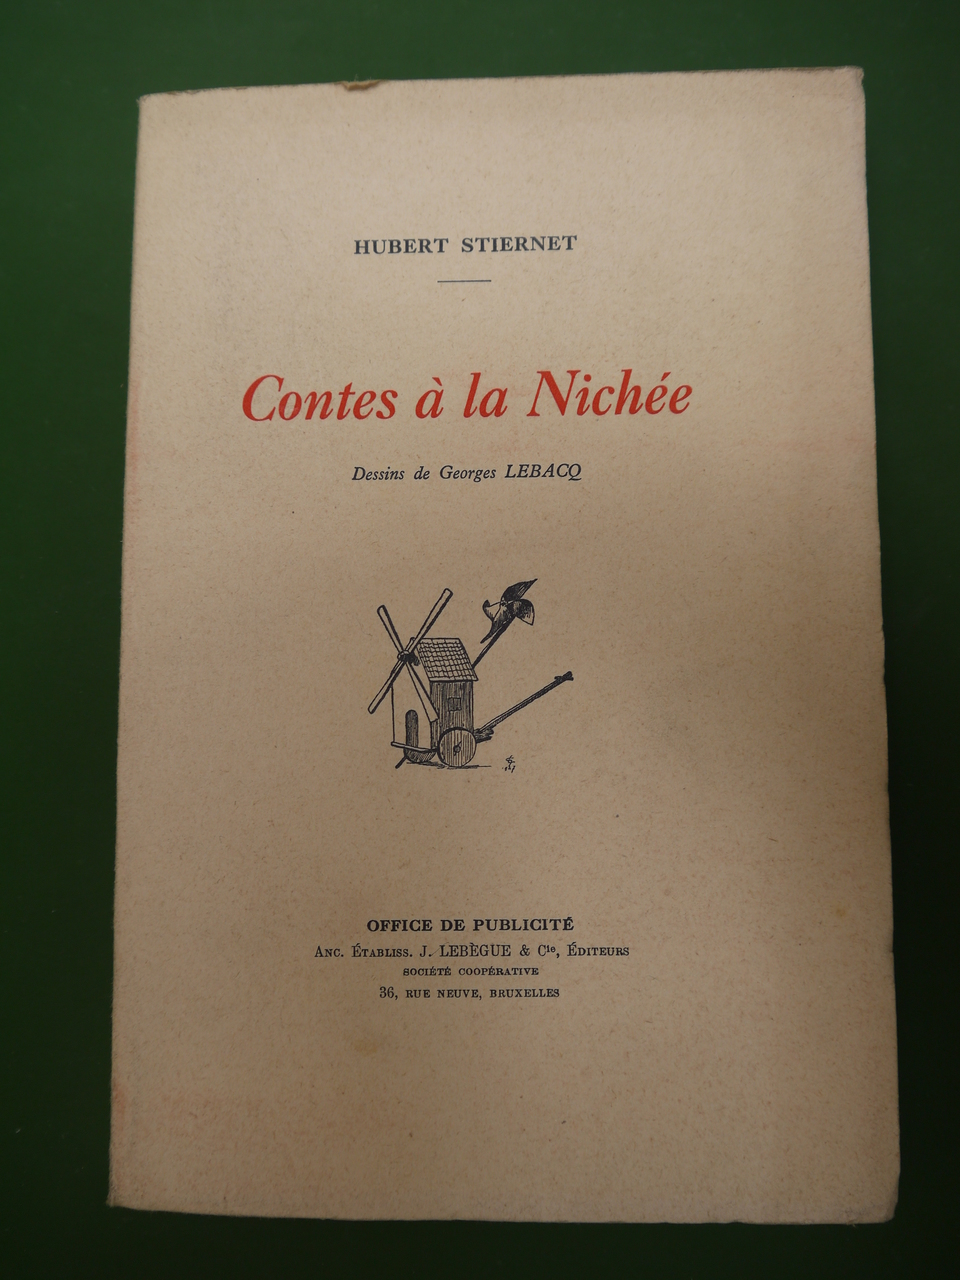 HUBERT STIERNET
Contes à la Nichée
Dessins de Georges LEBACQ
OFFICE DE PUBLICITÉ
ANC. ÉTABLISS. J. LEBÈGUE & Cie, ÉDITEURS
SOCIÉTÉ COOPÉRATIVE
36, RUE NEUVE, BRUXELLES